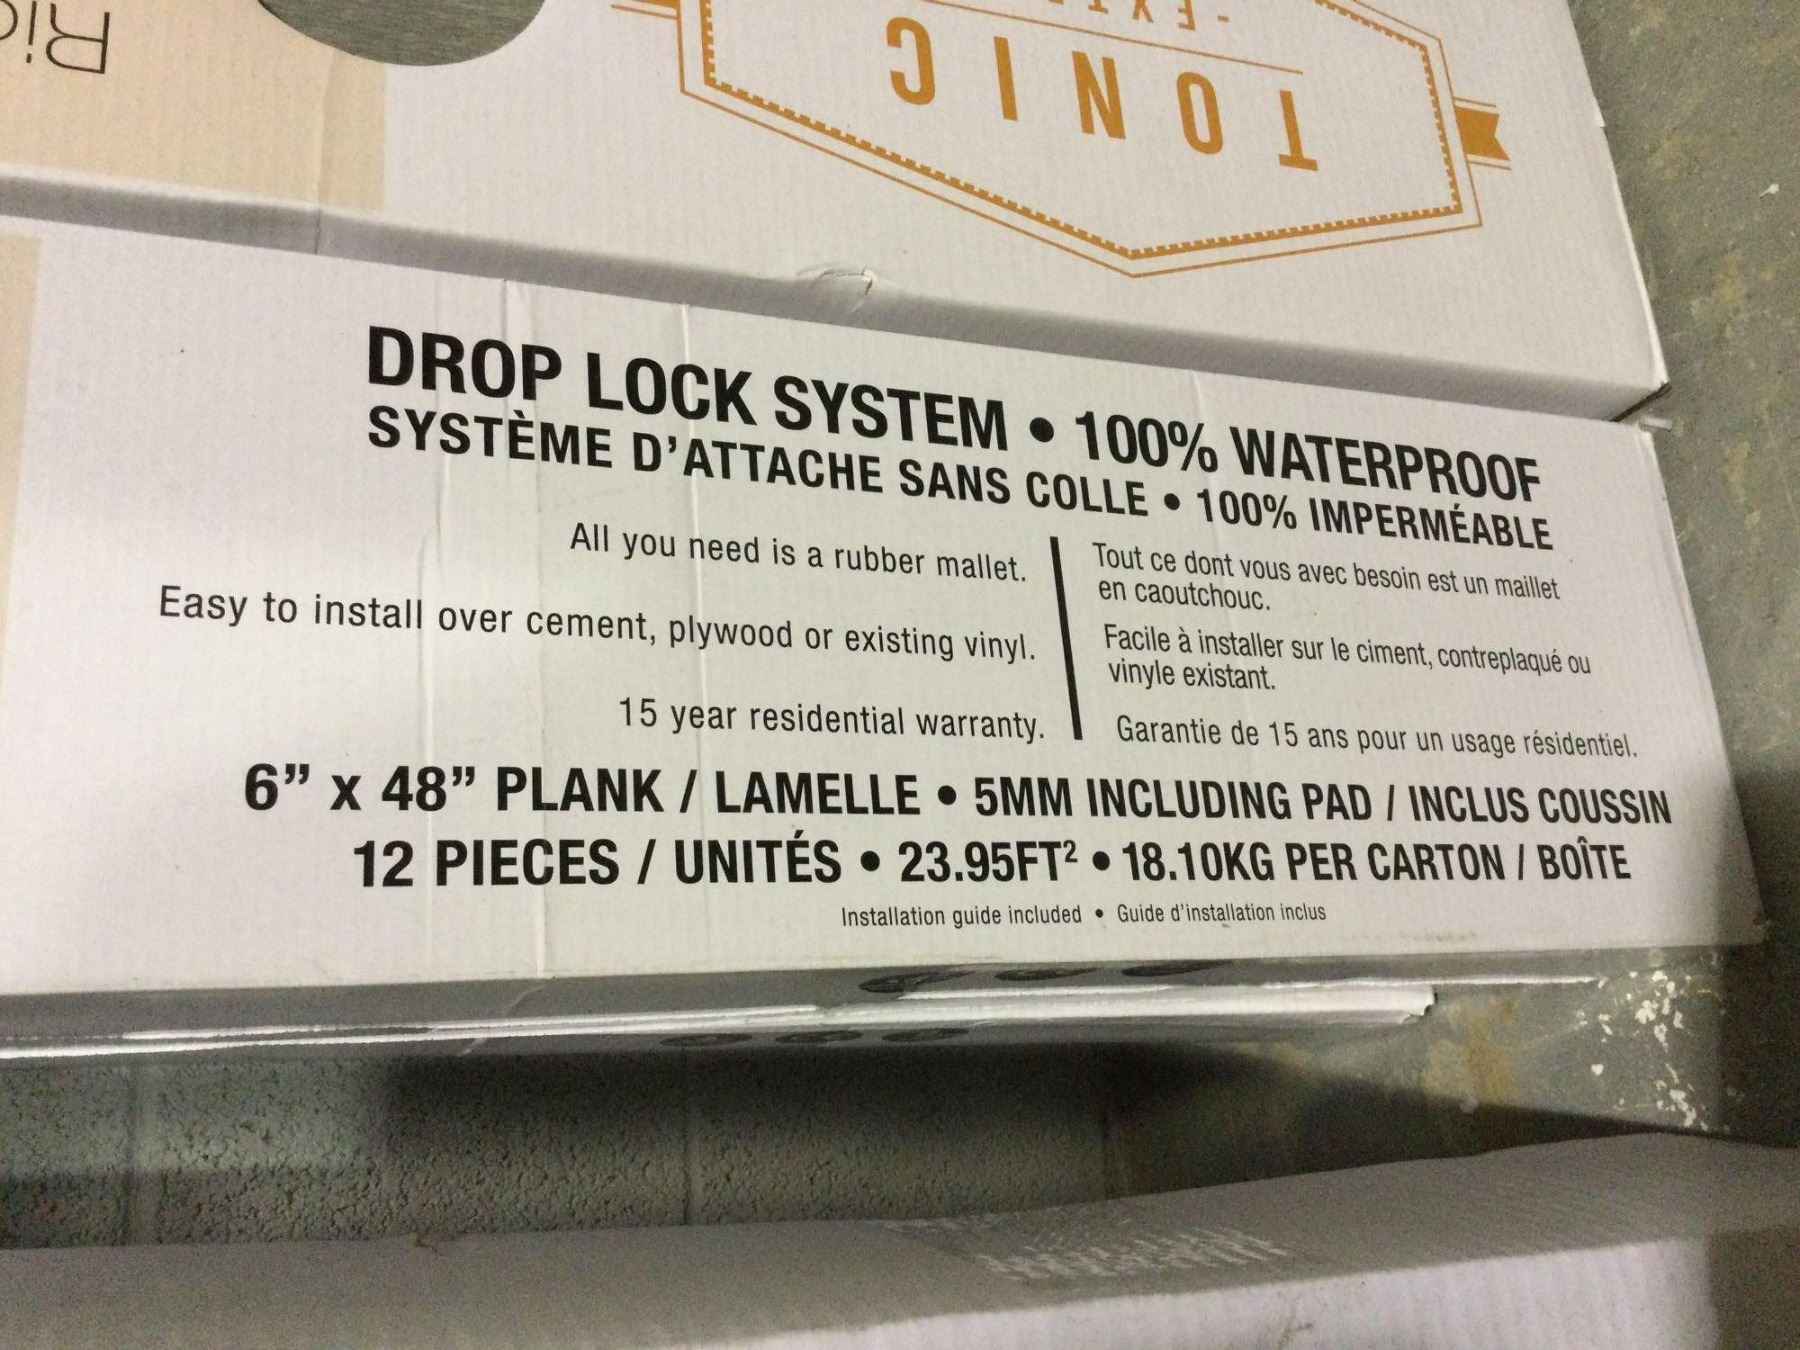 TONIC
DROP LOCK SYSTEM • 100% WATERPROOF
SYSTÈME D'ATTACHE SANS COLLE • 100% IMPERMÉABLE
All you need is a rubber mallet.
Easy to install over cement, plywood or existing vinyl.
15 year residential warranty.
Tout ce dont vous avec besoin est un maillet
en caoutchouc.
Facile à installer sur le ciment, contreplaqué ou
vinyle existant.
Garantie de 15 ans pour un usage résidentiel.
6” x 48” PLANK / LAMELLE • 5MM INCLUDING PAD / INCLUS COUSSIN
12 PIECES / UNITÉS • 23.95FT² • 18.10KG PER CARTON / BOÎTE
Installation guide included • Guide d'installation inclus